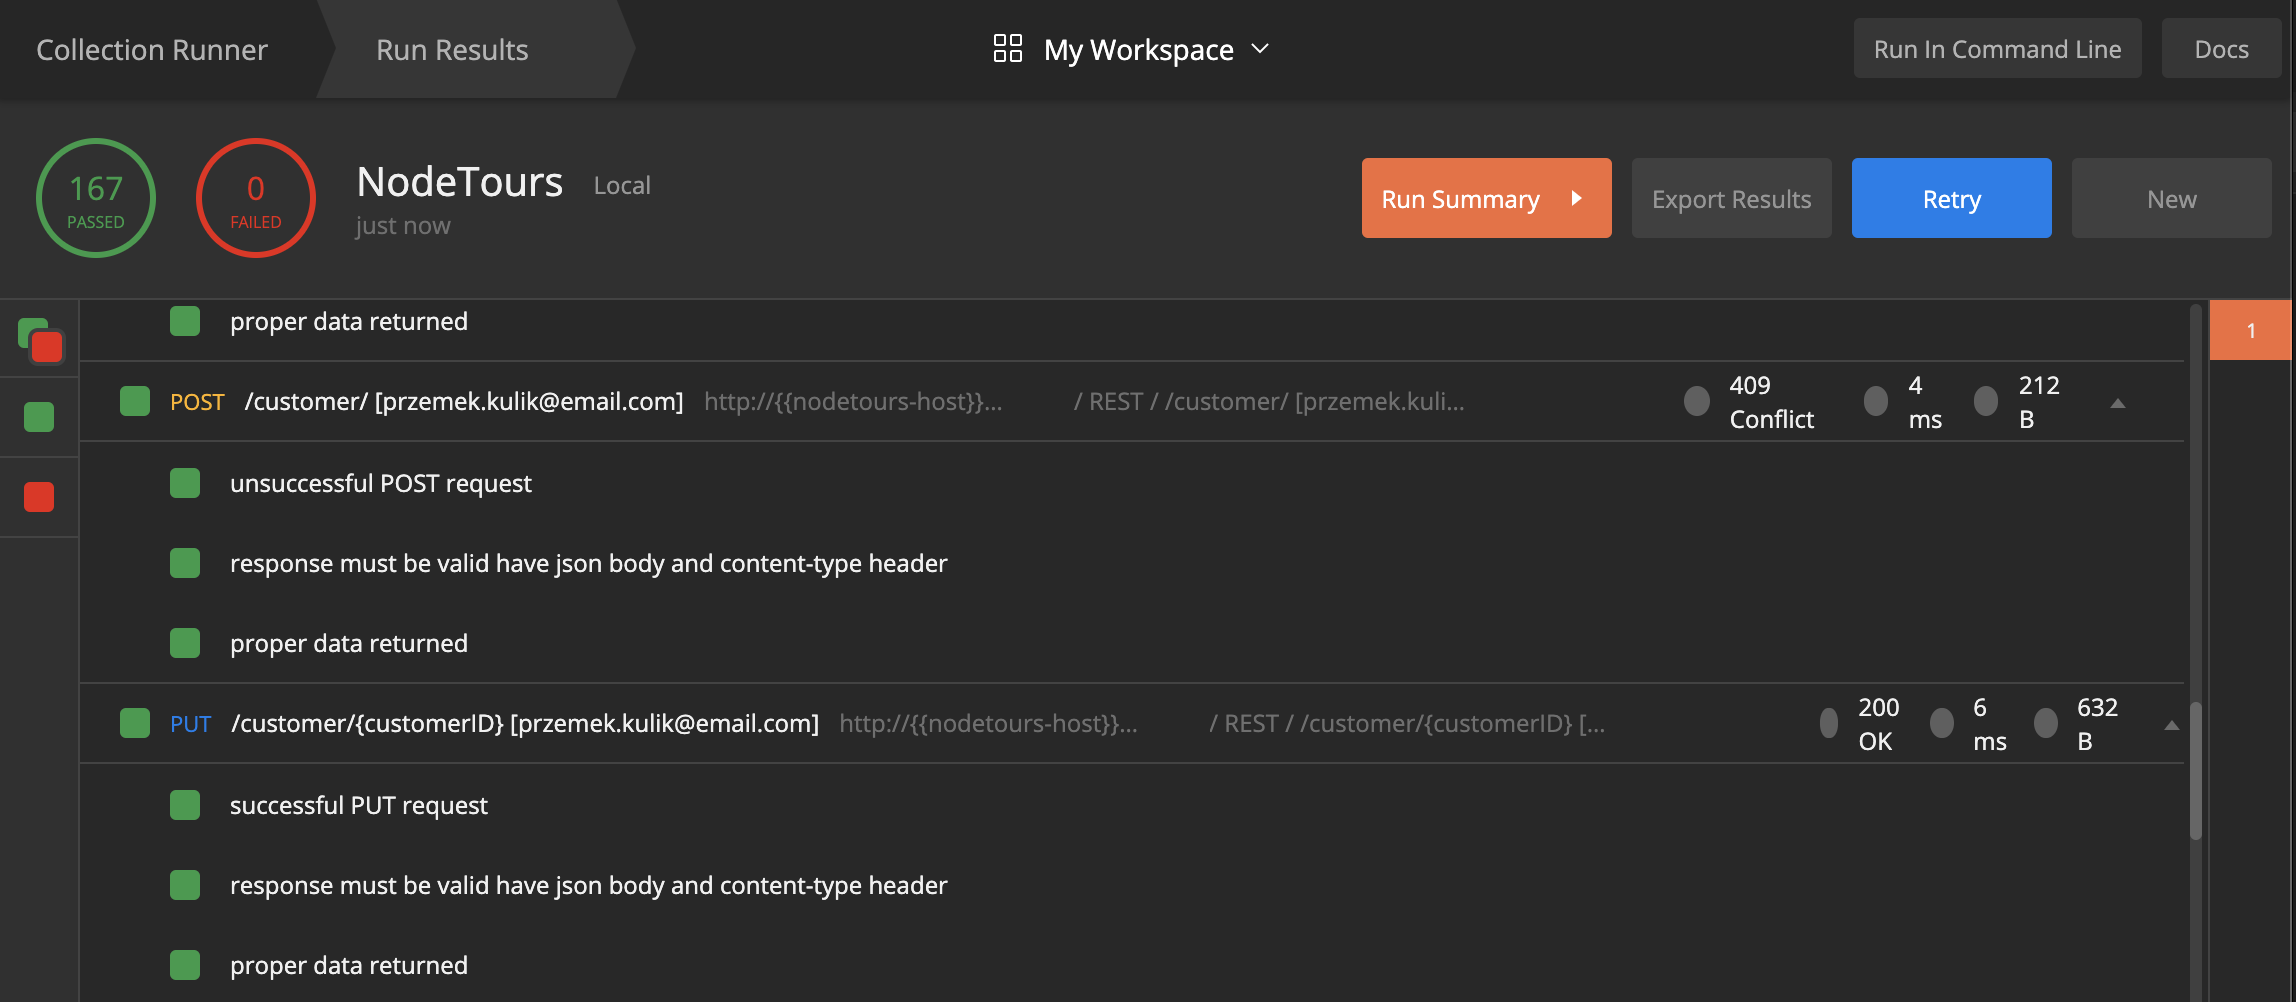 Collection Runner
Run Results
My Workspace
Run In Command Line
Docs
167
PASSED
0
FAILED
NodeTours Local
just now
Run Summary
Export Results
Retry
New
proper data returned
1
POST /customer/ [przemek.kulik@email.com] http://{{nodetours-host}}... / REST / /customer/ [przemek.kuli... 409 Conflict 4 ms 212 B
unsuccessful POST request
response must be valid have json body and content-type header
proper data returned
PUT /customer/{customerID} [przemek.kulik@email.com] http://{{nodetours-host}}... / REST / /customer/{customerID} [... 200 OK 6 ms 632 B
successful PUT request
response must be valid have json body and content-type header
proper data returned